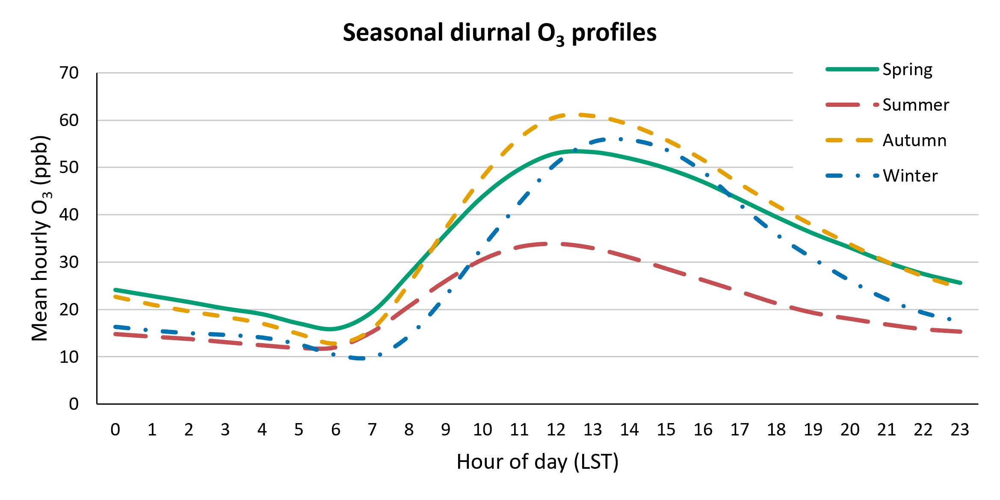 Seasonal diurnal O₃ profiles
Mean hourly O₃ (ppb)
70
60
50
40
30
20
10
0
Spring
Summer
Autumn
Winter
0 1 2 3 4 5 6 7 8 9 10 11 12 13 14 15 16 17 18 19 20 21 22 23
Hour of day (LST)